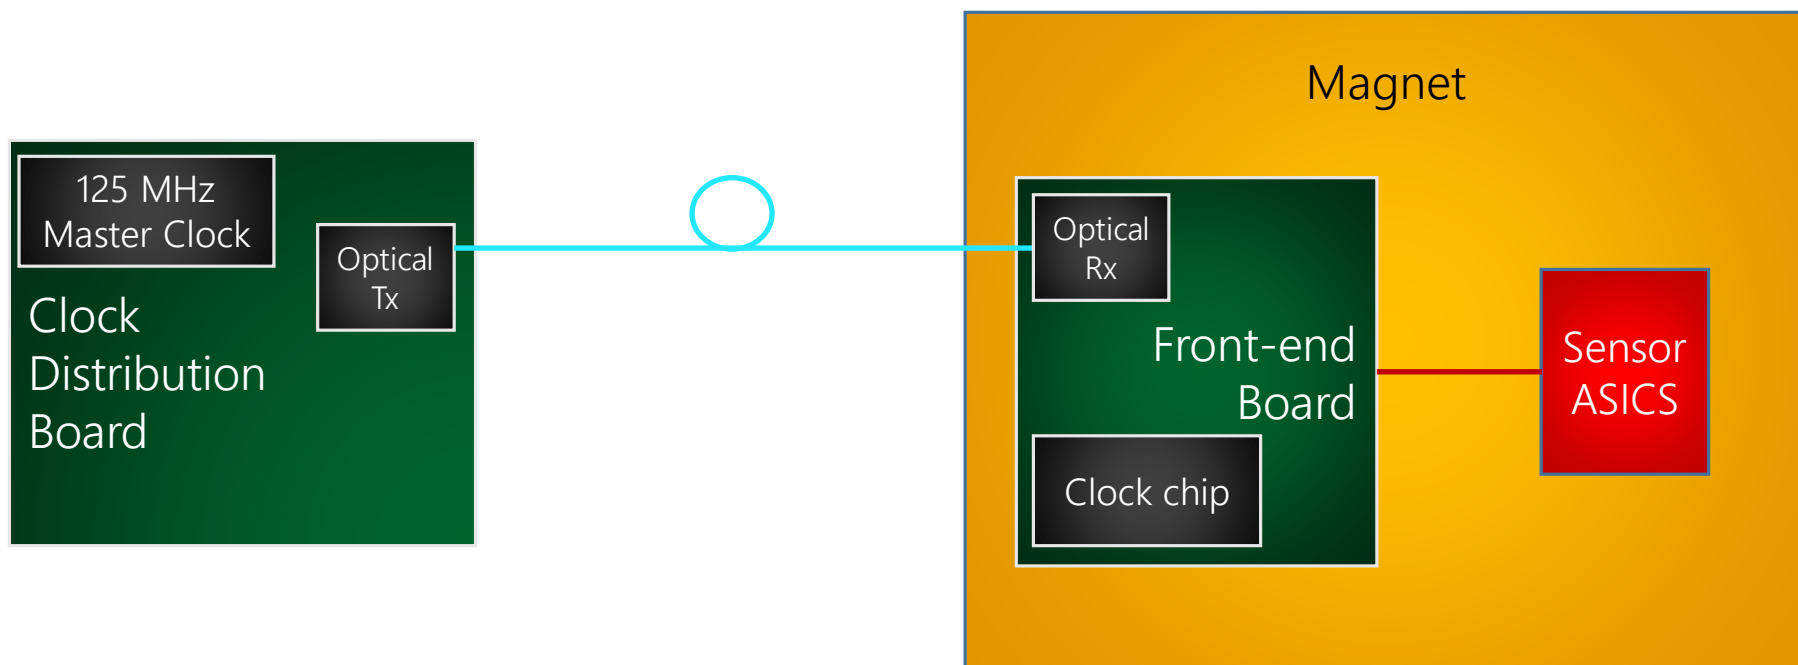 125 MHz
Master Clock
Optical
Tx
Clock
Distribution
Board
Magnet
Optical
Rx
Front-end
Board
Clock chip
Sensor
ASICS